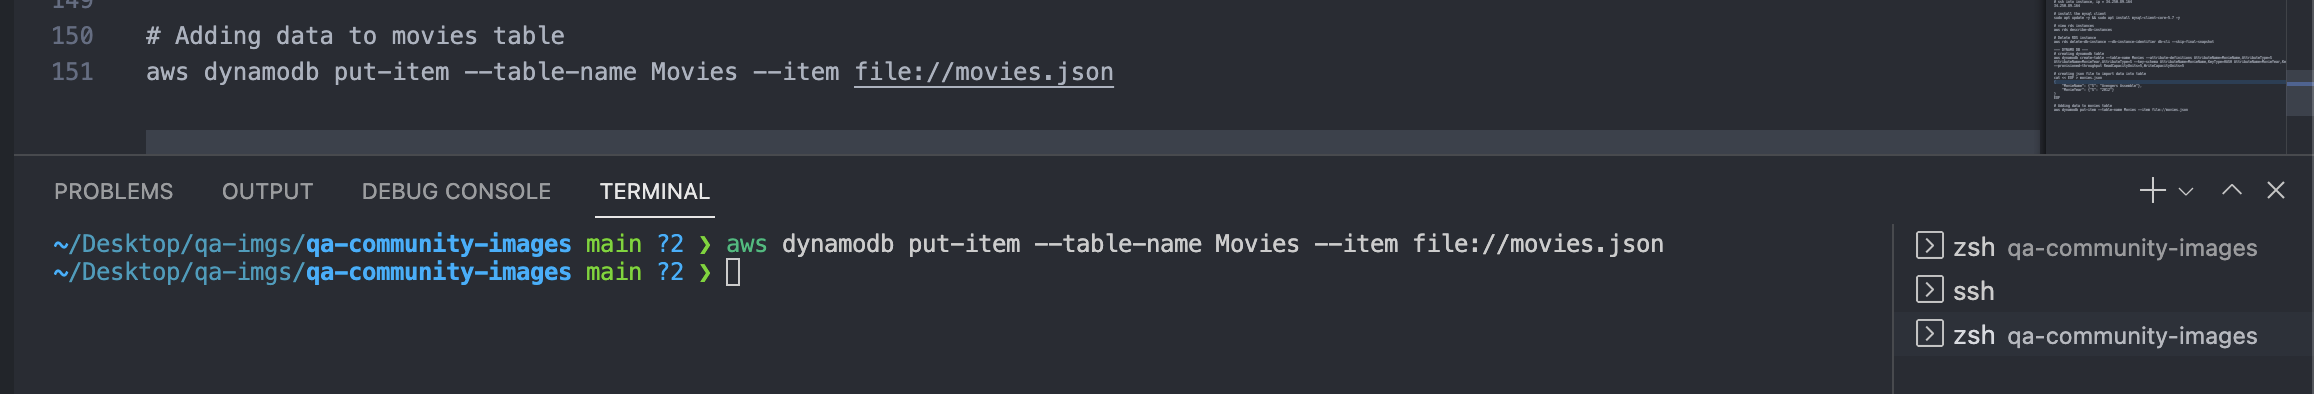 149
150 # Adding data to movies table
151 aws dynamodb put-item --table-name Movies --item file://movies.json
PROBLEMS OUTPUT DEBUG CONSOLE TERMINAL
~/Desktop/qa-imgs/qa-community-images main ?2 ❯ aws dynamodb put-item --table-name Movies --item file://movies.json
~/Desktop/qa-imgs/qa-community-images main ?2 ❯
zsh qa-community-images
ssh
zsh qa-community-images